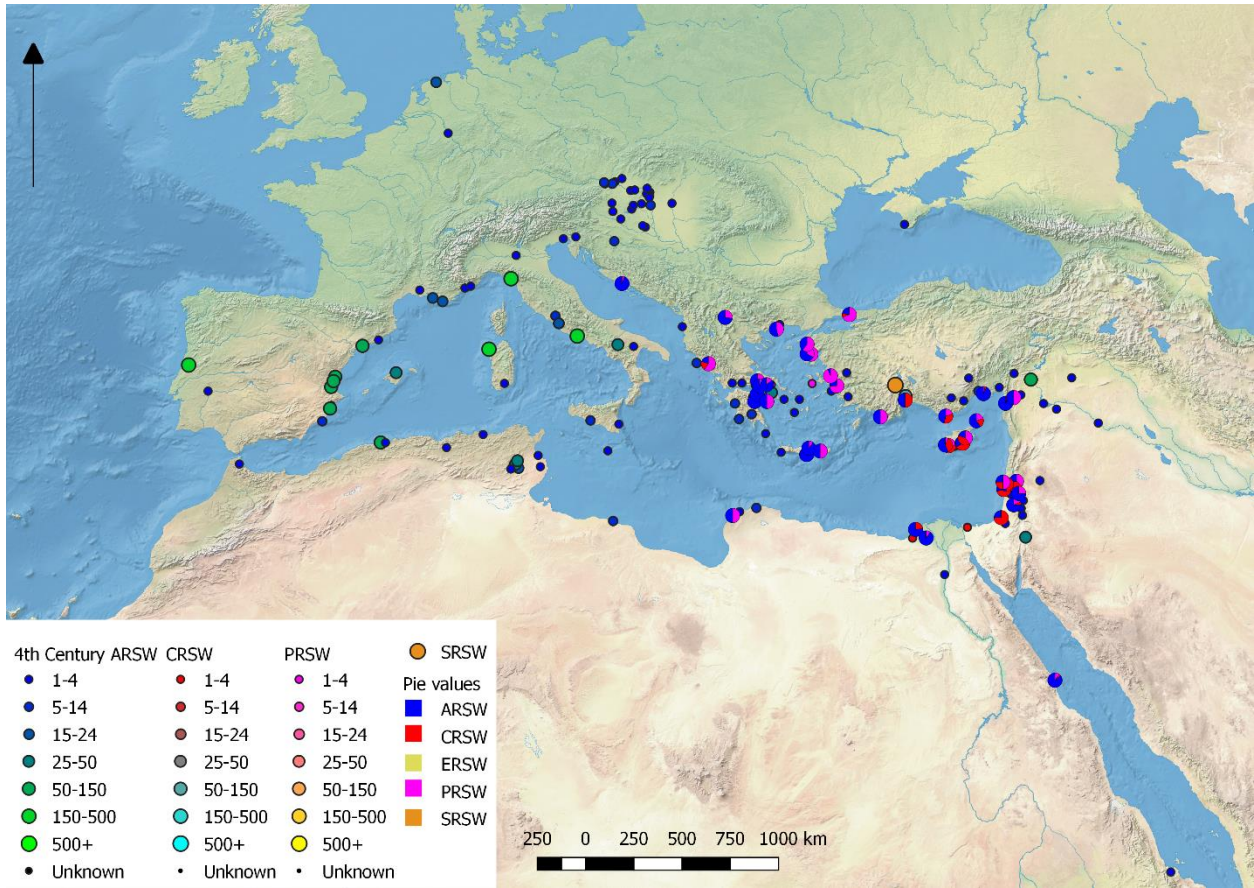 4th Century ARSW CRSW PRSW SRSW
1-4 1-4 1-4 Pie values
5-14 5-14 5-14 ARSW
15-24 15-24 15-24 CRSW
25-50 25-50 25-50 ERSW
50-150 50-150 50-150 PRSW
150-500 150-500 150-500 SRSW
500+ 500+ 500+
Unknown Unknown Unknown
250 0 250 500 750 1000 km